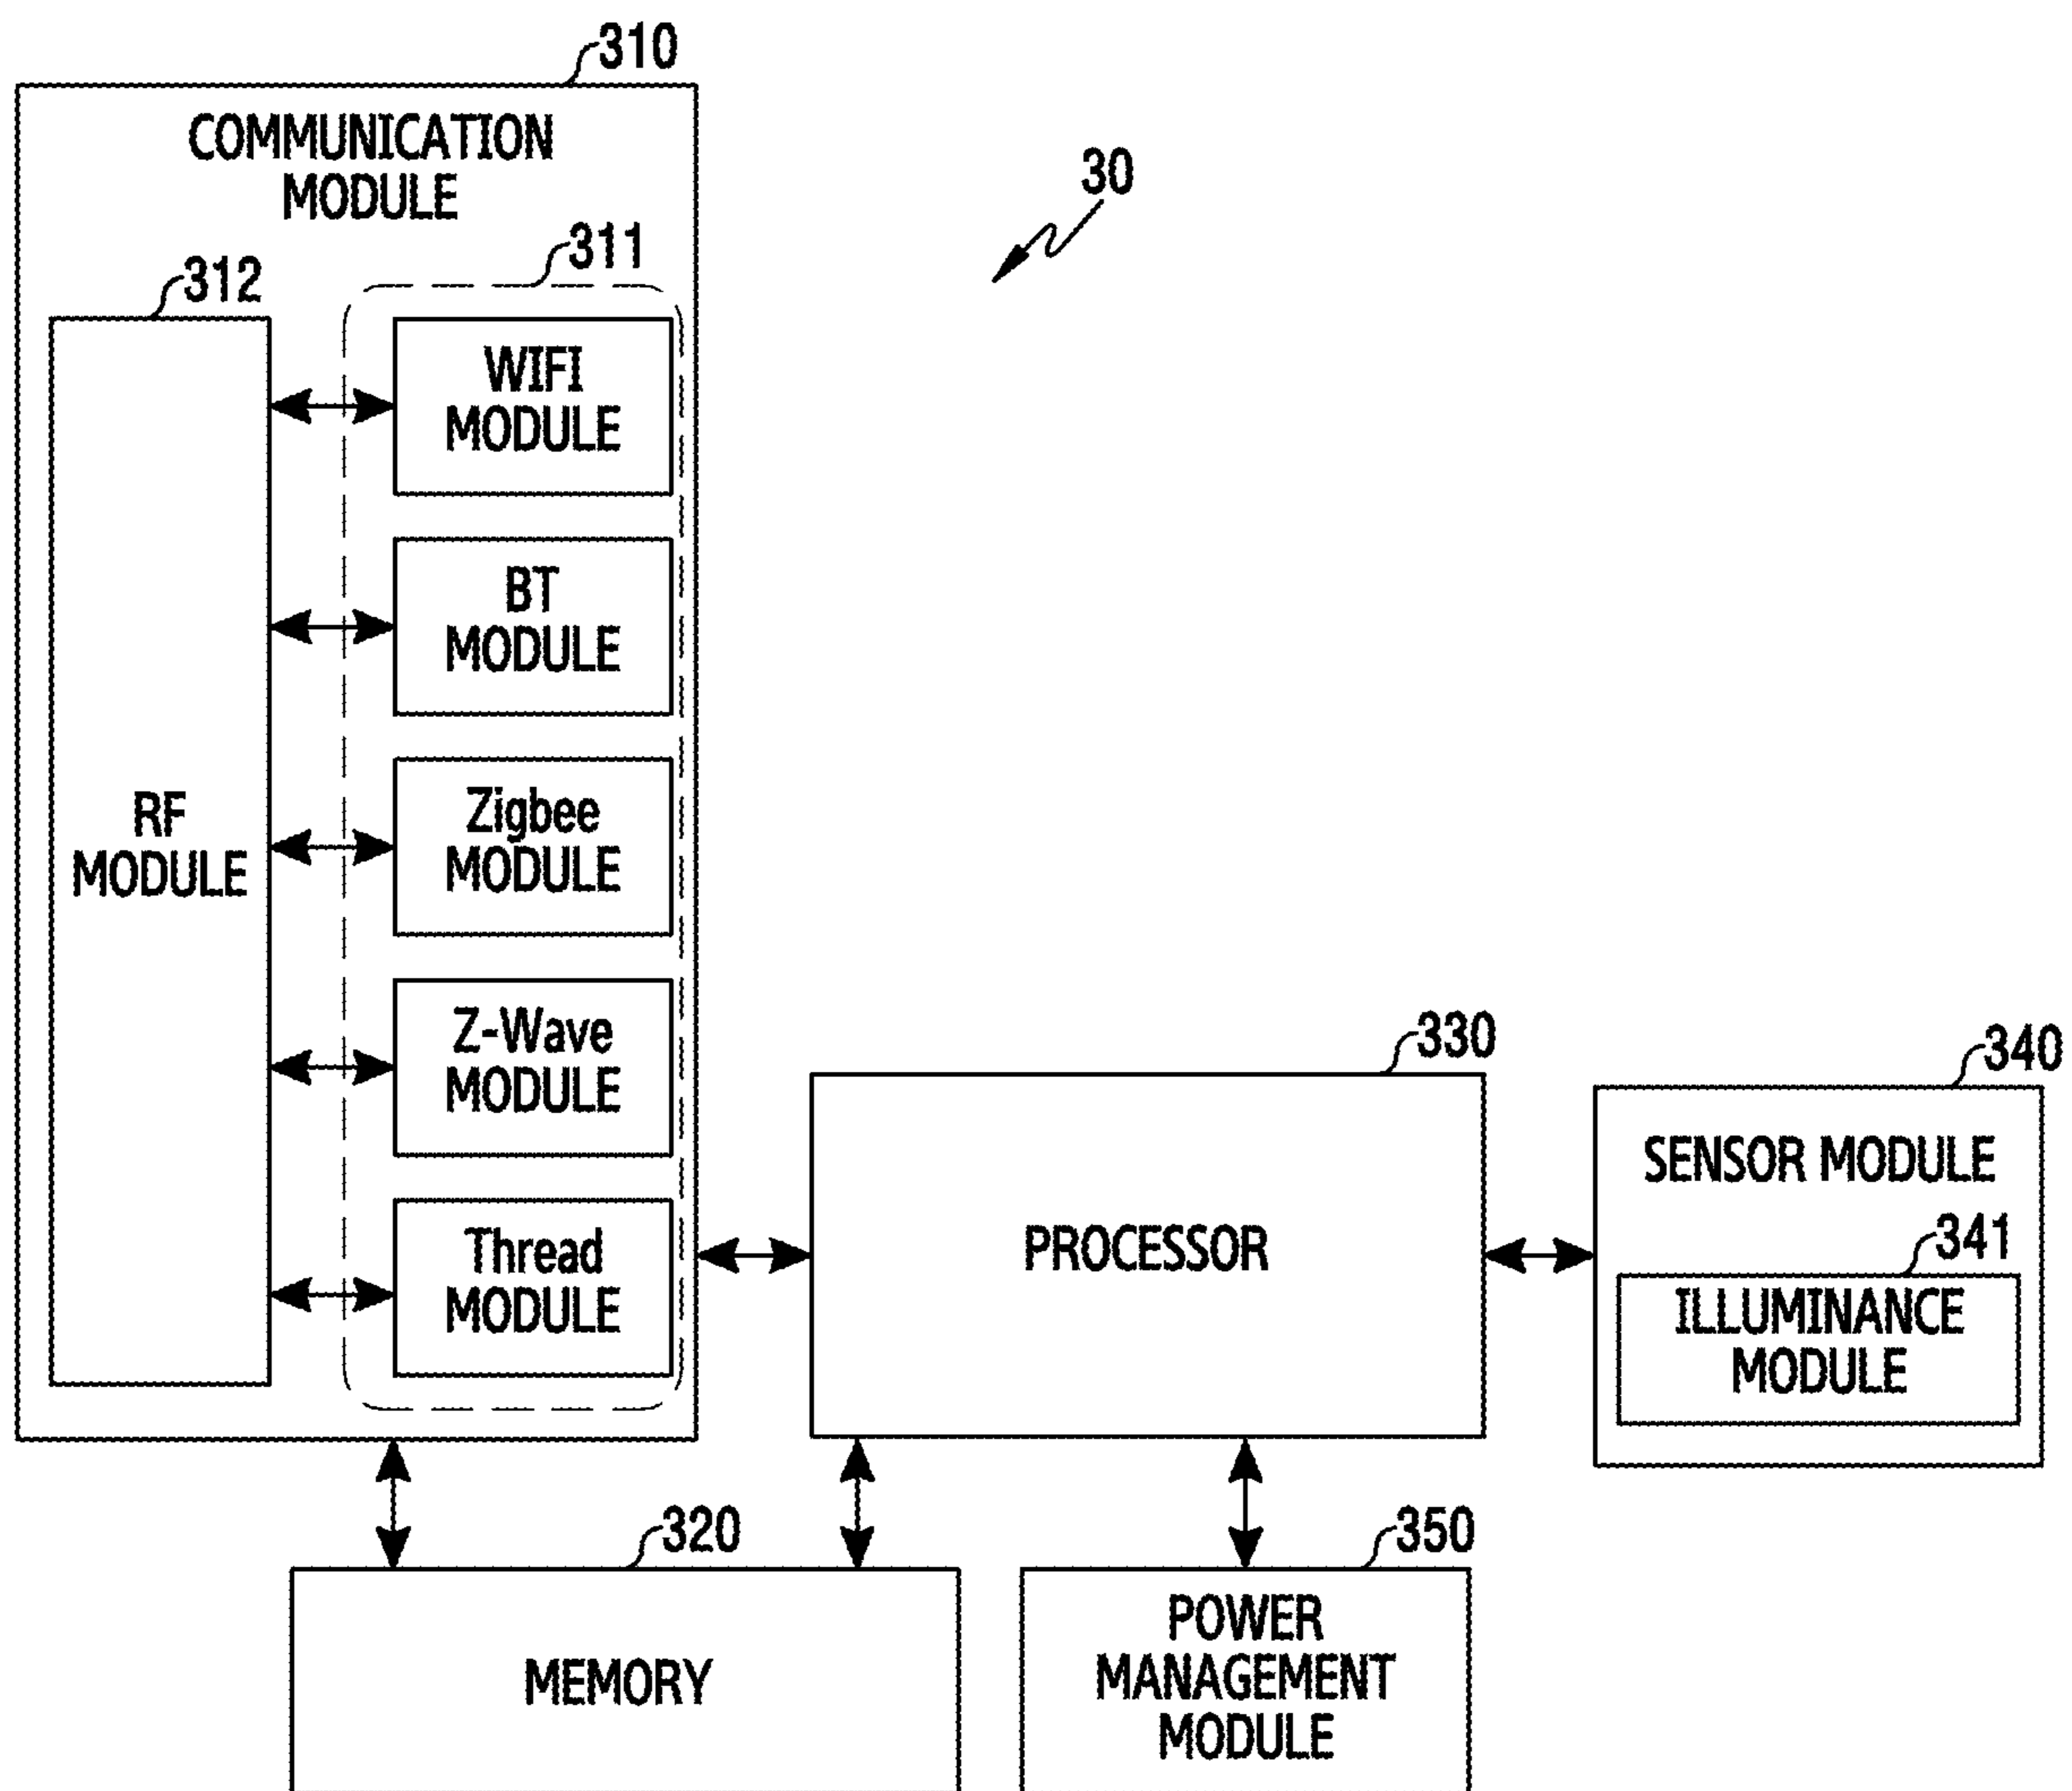 310
COMMUNICATION
MODULE
30
311
312
WIFI
MODULE
BT
MODULE
RF
MODULE
Zigbee
MODULE
Z-Wave
MODULE
Thread
MODULE
330
PROCESSOR
340
SENSOR MODULE
341
ILLUMINANCE
MODULE
320
MEMORY
350
POWER
MANAGEMENT
MODULE